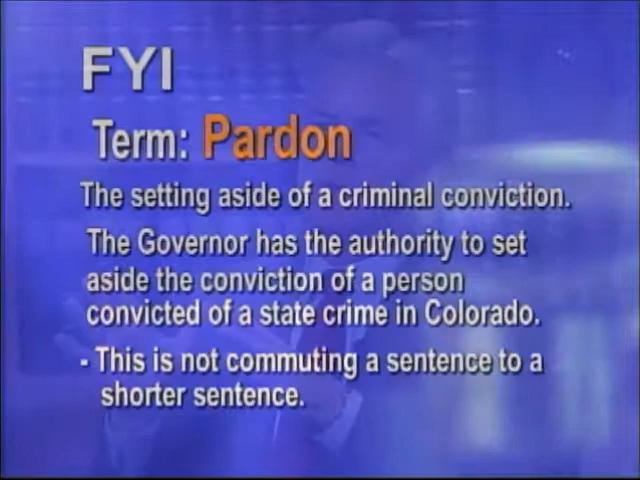 FYI
Term: Pardon
The setting aside of a criminal conviction.
The Governor has the authority to set
aside the conviction of a person
convicted of a state crime in Colorado.
- This is not commuting a sentence to a
shorter sentence.